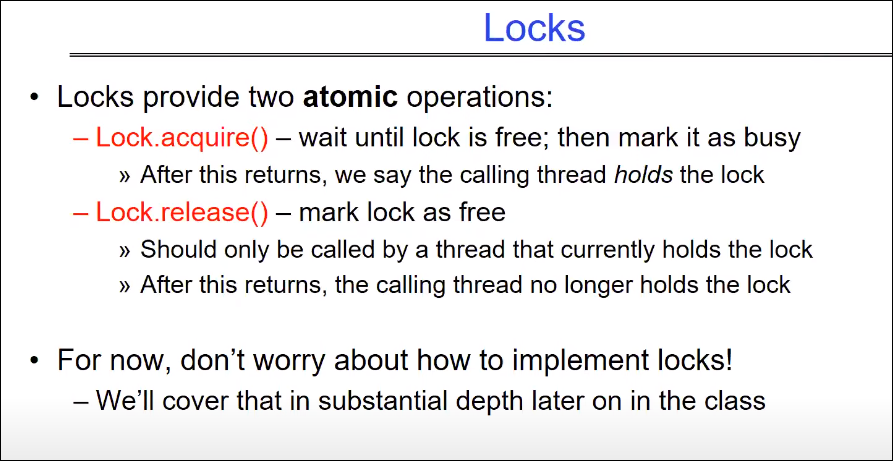 Locks
• Locks provide two atomic operations:
– Lock.acquire() – wait until lock is free; then mark it as busy
» After this returns, we say the calling thread holds the lock
– Lock.release() – mark lock as free
» Should only be called by a thread that currently holds the lock
» After this returns, the calling thread no longer holds the lock
• For now, don’t worry about how to implement locks!
– We’ll cover that in substantial depth later on in the class